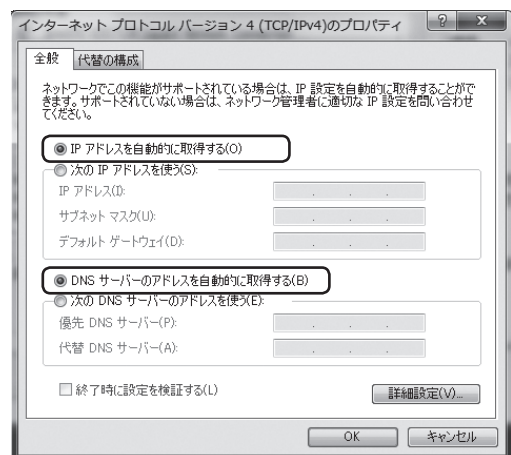 インターネット プロトコル バージョン 4 (TCP/IPv4)のプロパティ
全般
代替の構成
ネットワークでこの機能がサポートされている場合は、IP 設定を自動的に取得することがで
きます。サポートされていない場合は、ネットワーク管理者に適切な IP 設定を問い合わせ
てください。
IP アドレスを自動的に取得する(O)
次の IP アドレスを使う(S):
IP アドレス(I):
サブネット マスク(U):
デフォルト ゲートウェイ(D):
DNS サーバーのアドレスを自動的に取得する(B)
次の DNS サーバーのアドレスを使う(E):
優先 DNS サーバー(P):
代替 DNS サーバー(A):
終了時に設定を検証する(L)
詳細設定(V)...
OK
キャンセル